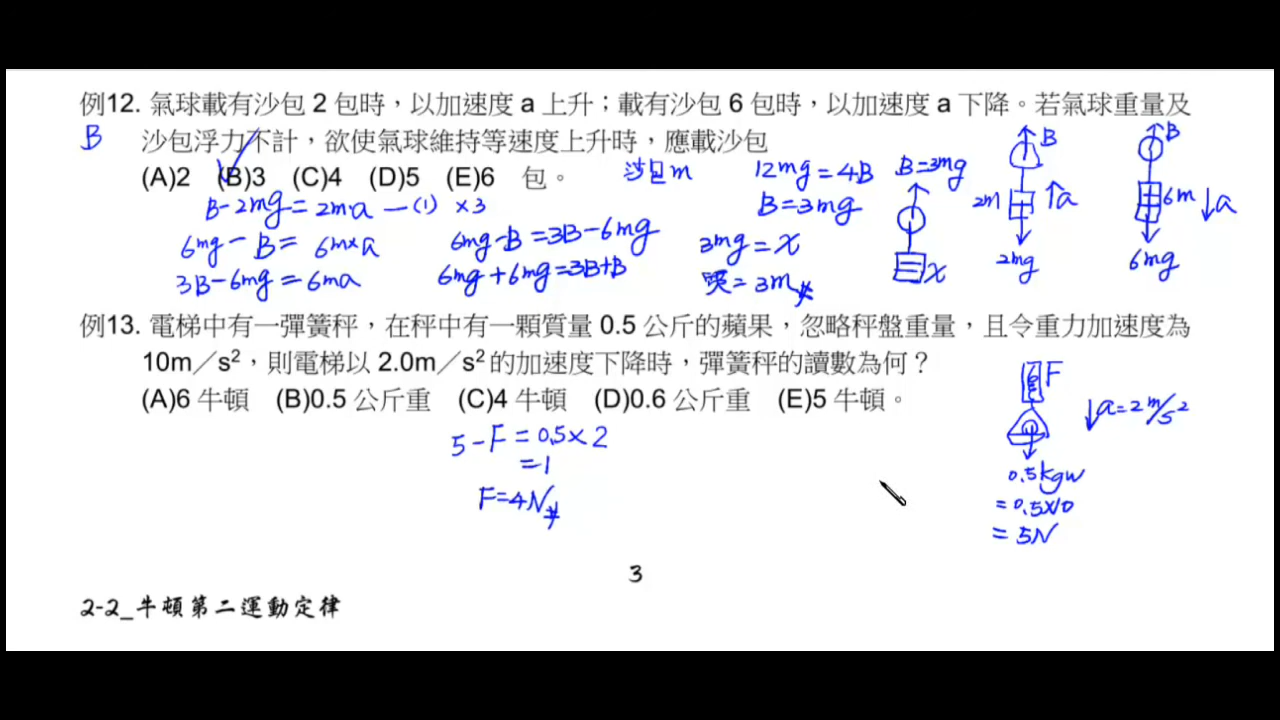 例12. 氣球載有沙包 2 包時，以加速度 a 上升；載有沙包 6 包時，以加速度 a 下降。若氣球重量及
B 沙包浮力不計，欲使氣球維持等速度上升時，應載沙包
(A)2 (B)3 (C)4 (D)5 (E)6 包。
沙包m
12mg=4B
B=3mg
B=3mg
B-2mg=2ma —(1) ×3
6mg-B=6m×a
3B-6mg=6ma
6mg-B=3B-6mg
6mg+6mg=3B+B
3mg=x
=3m
x
B
2m
a
2mg
B
6m
a
6mg
例13. 電梯中有一彈簧秤，在秤中有一顆質量 0.5 公斤的蘋果，忽略秤盤重量，且令重力加速度為
10m／s²，則電梯以 2.0m／s² 的加速度下降時，彈簧秤的讀數為何？
(A)6 牛頓 (B)0.5 公斤重 (C)4 牛頓 (D)0.6 公斤重 (E)5 牛頓。
5-F=0.5×2
=1
F=4N
F
a=2m/s²
0.5kgw
=0.5×10
=5N
3
2-2_牛頓第二運動定律